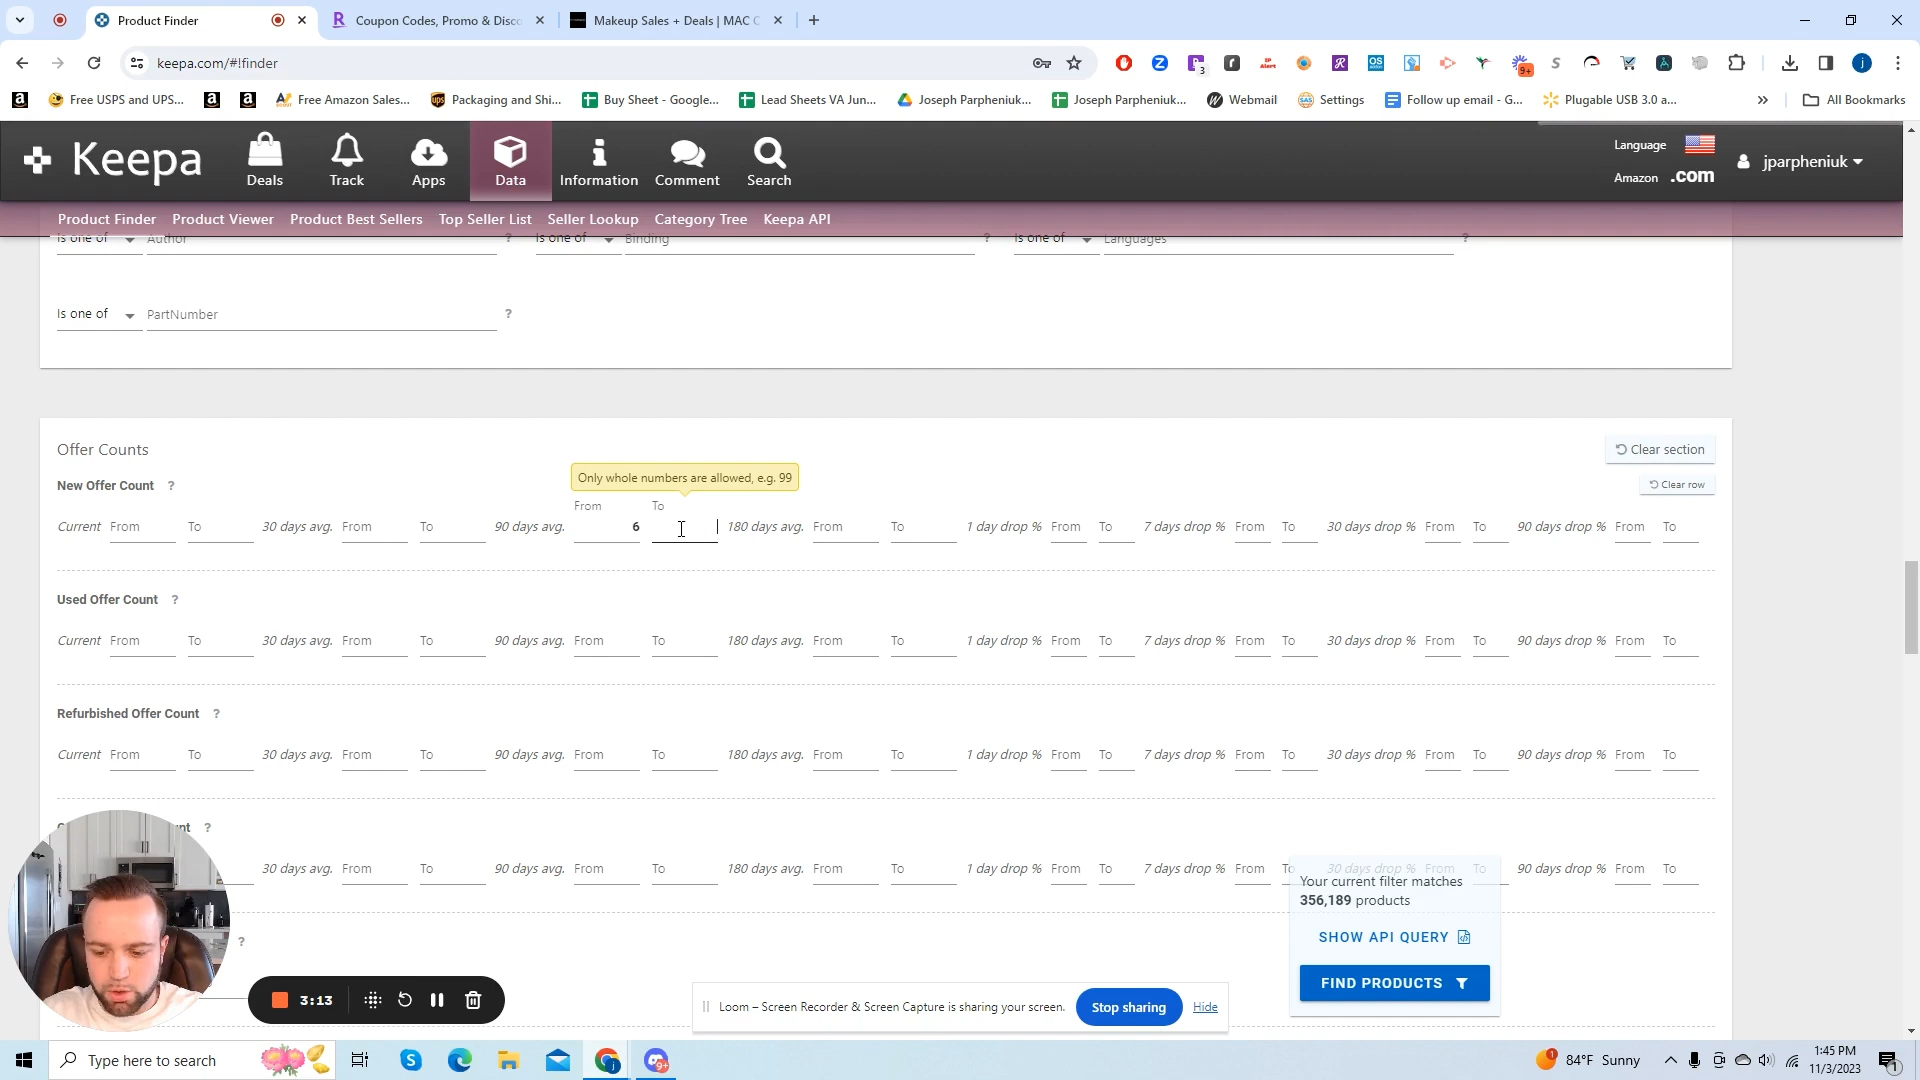 Product Finder
Coupon Codes, Promo & Disco
Makeup Sales + Deals | MAC C
keepa.com/#!finder
3
IP Alert
OS
9+
Free USPS and UPS...
Free Amazon Sales...
Packaging and Shi...
Buy Sheet - Google...
Lead Sheets VA Jun...
Joseph Parpheniuk...
Joseph Parpheniuk...
Webmail
Settings
Follow up email - G...
Plugable USB 3.0 a...
All Bookmarks
Keepa
Deals
Track
Apps
Data
Information
Comment
Search
Language
Amazon .com
jparpheniuk
Product Finder Product Viewer Product Best Sellers Top Seller List Seller Lookup Category Tree Keepa API
Is one of Author ? Is one of Binding ? Is one of Languages ?
Is one of PartNumber ?
Offer Counts
Clear section
Only whole numbers are allowed, e.g. 99
New Offer Count ?
Clear row
From To
Current From To 30 days avg. From To 90 days avg. 6 180 days avg. From To 1 day drop % From To 7 days drop % From To 30 days drop % From To 90 days drop % From To
Used Offer Count ?
Current From To 30 days avg. From To 90 days avg. From To 180 days avg. From To 1 day drop % From To 7 days drop % From To 30 days drop % From To 90 days drop % From To
Refurbished Offer Count ?
Current From To 30 days avg. From To 90 days avg. From To 180 days avg. From To 1 day drop % From To 7 days drop % From To 30 days drop % From To 90 days drop % From To
?
30 days avg. From To 90 days avg. From To 180 days avg. From To 1 day drop % From To 7 days drop % From To 30 days drop % From To 90 days drop % From To
Your current filter matches
356,189 products
SHOW API QUERY
FIND PRODUCTS
?
3:13
Loom – Screen Recorder & Screen Capture is sharing your screen.
Stop sharing
Hide
Type here to search
9+
84°F Sunny
1:45 PM
11/3/2023
1